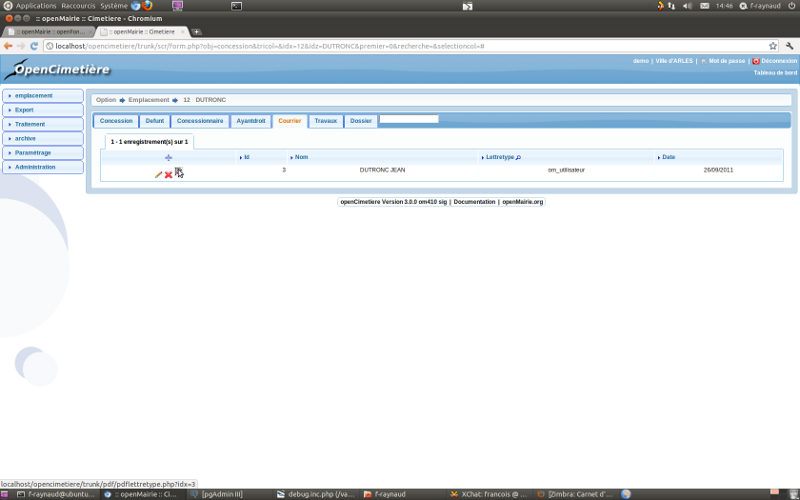 Applications Raccourcis Système 14:46 f-raynaud
:: openMairie :: Cimetiere - Chromium
:: openMairie :: openfon... :: openMairie :: Cimetiere
localhost/opencimetiere/trunk/scr/form.php?obj=concession&tricol=&idx=12&idz=DUTRONC&premier=0&recherche=&selectioncol=#
demo | Ville d'ARLES | Mot de passe | Déconnexion
OpenCimetière
Tableau de bord
emplacement
Export
Traitement
archive
Paramétrage
Administration
Option Emplacement 12 DUTRONC
Concession Defunt Concessionnaire Ayantdroit Courrier Travaux Dossier
1 - 1 enregistrement(s) sur 1
Id Nom Lettretype Date
3 DUTRONC JEAN om_utilisateur 26/09/2011
openCimetiere Version 3.0.0 om410 sig | Documentation | openMairie.org
localhost/opencimetiere/trunk/pdf/pdflettretype.php?idx=3
f-raynaud@ubuntu... :: openMairie :: Ci... [pgAdmin III] debug.inc.php (/va... f-raynaud XChat: francois @ ... [Zimbra: Carnet d'...